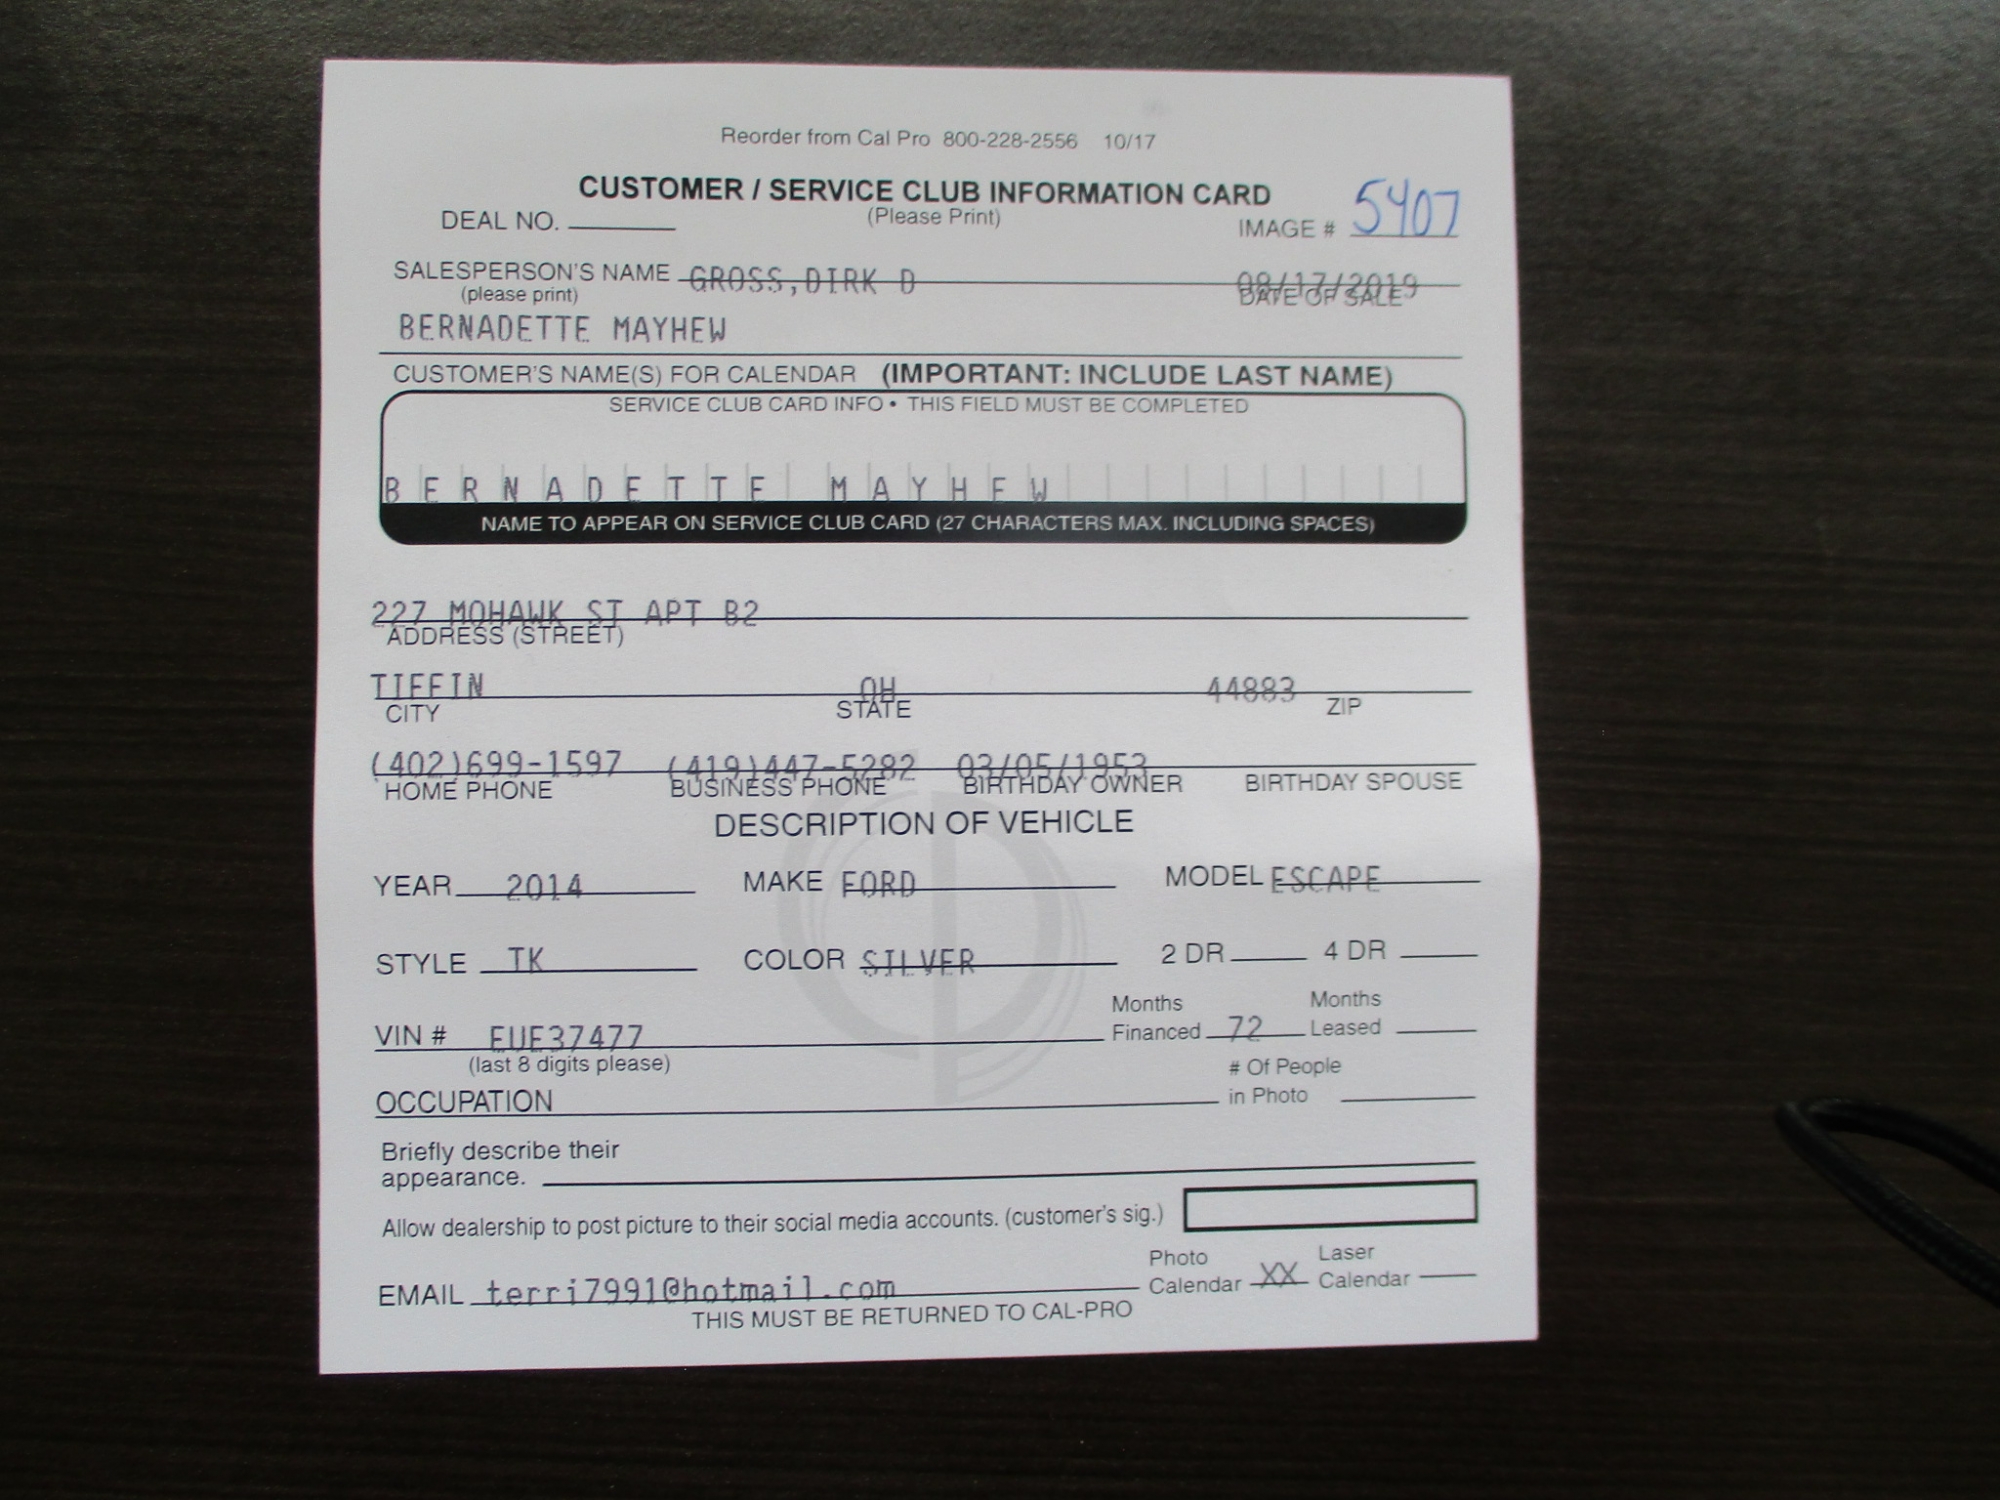 Reorder from Cal Pro 800-228-2556 10/17
CUSTOMER / SERVICE CLUB INFORMATION CARD
(Please Print)
DEAL NO. IMAGE # 5407
SALESPERSON'S NAME GROSS, DIRK D 08/17/2019
(please print) DATE OF SALE
BERNADETTE MAYHEW
CUSTOMER'S NAME(S) FOR CALENDAR (IMPORTANT: INCLUDE LAST NAME)
SERVICE CLUB CARD INFO • THIS FIELD MUST BE COMPLETED
BERNADETTE MAYHEW
NAME TO APPEAR ON SERVICE CLUB CARD (27 CHARACTERS MAX. INCLUDING SPACES)
227 MOHAWK ST APT B2
ADDRESS (STREET)
TIFFIN OH 44883
CITY STATE ZIP
(402)699-1597 (419)447-5282 03/05/1953
HOME PHONE BUSINESS PHONE BIRTHDAY OWNER BIRTHDAY SPOUSE
DESCRIPTION OF VEHICLE
YEAR 2014 MAKE FORD MODEL ESCAPE
STYLE TK COLOR SILVER 2 DR 4 DR
Months Months
VIN # EUE37477 Financed 72 Leased
(last 8 digits please) # Of People
OCCUPATION in Photo
Briefly describe their
appearance.
Allow dealership to post picture to their social media accounts. (customer's sig.)
Photo Laser
EMAIL terri7991@hotmail.com Calendar XX Calendar
THIS MUST BE RETURNED TO CAL-PRO